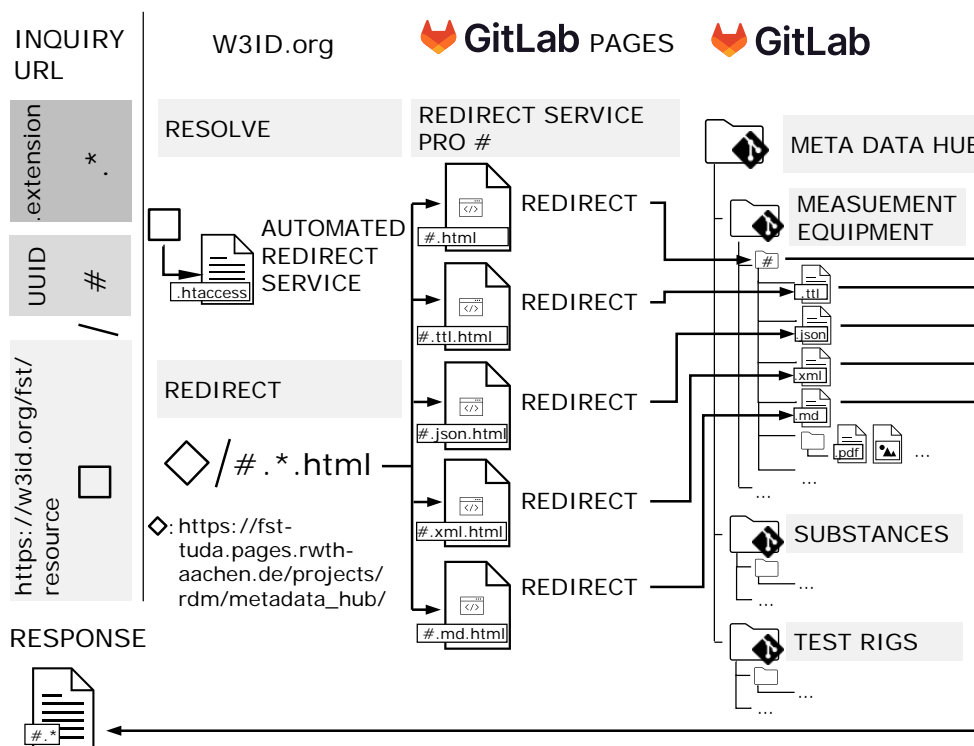 INQUIRY
URL
.extension
.*
UUID
#
/
https://w3id.org/fst/
resource
RESPONSE
#.*
W3ID.org
RESOLVE
AUTOMATED
REDIRECT
SERVICE
.htaccess
REDIRECT
/#.*.html
: https://fst-
tuda.pages.rwth-
aachen.de/projects/
rdm/metadata_hub/
GitLab PAGES
REDIRECT SERVICE
PRO #
</>
#.html
REDIRECT
</>
#.ttl.html
REDIRECT
</>
#.json.html
REDIRECT
</>
#.xml.html
REDIRECT
</>
#.md.html
REDIRECT
GitLab
META DATA HUB
MEASUEMENT
EQUIPMENT
#
.ttl
.json
.xml
.md
.pdf
...
...
...
SUBSTANCES
...
...
TEST RIGS
...
...